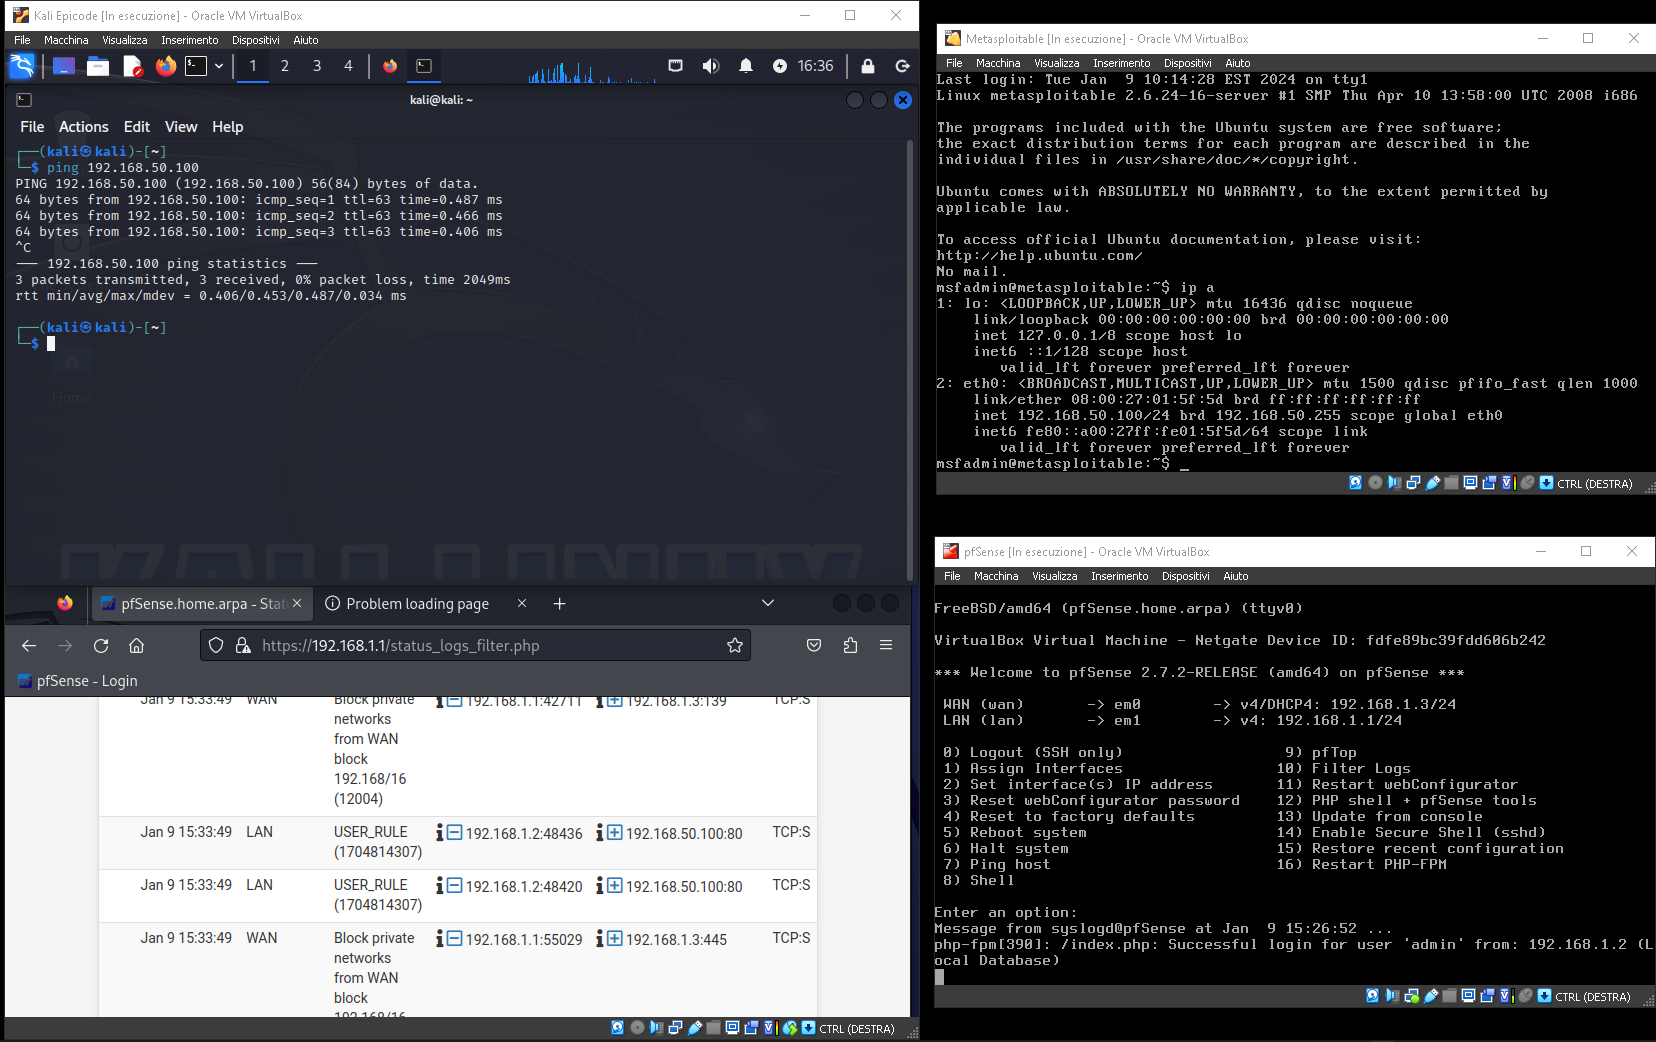 Kali Epicode [In esecuzione] - Oracle VM VirtualBox
File Macchina Visualizza Inserimento Dispositivi Aiuto
1 2 3 4 16:36
kali@kali: ~
File Actions Edit View Help
(kali㉿kali)-[~]
$ ping 192.168.50.100
PING 192.168.50.100 (192.168.50.100) 56(84) bytes of data.
64 bytes from 192.168.50.100: icmp_seq=1 ttl=63 time=0.487 ms
64 bytes from 192.168.50.100: icmp_seq=2 ttl=63 time=0.466 ms
64 bytes from 192.168.50.100: icmp_seq=3 ttl=63 time=0.406 ms
^C
--- 192.168.50.100 ping statistics ---
3 packets transmitted, 3 received, 0% packet loss, time 2049ms
rtt min/avg/max/mdev = 0.406/0.453/0.487/0.034 ms
(kali㉿kali)-[~]
$
Home
KALI LINUX
pfSense.home.arpa - Stat
Problem loading page
https://192.168.1.1/status_logs_filter.php
pfSense - Login
Jan 9 15:33:49 WAN Block private 192.168.1.1:42711 192.168.1.3:139 TCP:S
networks
from WAN
block
192.168/16
(12004)
Jan 9 15:33:49 LAN USER_RULE 192.168.1.2:48436 192.168.50.100:80 TCP:S
(1704814307)
Jan 9 15:33:49 LAN USER_RULE 192.168.1.2:48420 192.168.50.100:80 TCP:S
(1704814307)
Jan 9 15:33:49 WAN Block private 192.168.1.1:55029 192.168.1.3:445 TCP:S
networks
from WAN
block
192.168/16
CTRL (DESTRA)
Metasploitable [In esecuzione] - Oracle VM VirtualBox
File Macchina Visualizza Inserimento Dispositivi Aiuto
Last login: Tue Jan  9 10:14:28 EST 2024 on tty1
Linux metasploitable 2.6.24-16-server #1 SMP Thu Apr 10 13:58:00 UTC 2008 i686
The programs included with the Ubuntu system are free software;
the exact distribution terms for each program are described in the
individual files in /usr/share/doc/*/copyright.
Ubuntu comes with ABSOLUTELY NO WARRANTY, to the extent permitted by
applicable law.
To access official Ubuntu documentation, please visit:
http://help.ubuntu.com/
No mail.
msfadmin@metasploitable:~$ ip a
1: lo: <LOOPBACK,UP,LOWER_UP> mtu 16436 qdisc noqueue
link/loopback 00:00:00:00:00:00 brd 00:00:00:00:00:00
inet 127.0.0.1/8 scope host lo
inet6 ::1/128 scope host
valid_lft forever preferred_lft forever
2: eth0: <BROADCAST,MULTICAST,UP,LOWER_UP> mtu 1500 qdisc pfifo_fast qlen 1000
link/ether 08:00:27:01:5f:5d brd ff:ff:ff:ff:ff:ff
inet 192.168.50.100/24 brd 192.168.50.255 scope global eth0
inet6 fe80::a00:27ff:fe01:5f5d/64 scope link
valid_lft forever preferred_lft forever
msfadmin@metasploitable:~$ _
CTRL (DESTRA)
pfSense [In esecuzione] - Oracle VM VirtualBox
File Macchina Visualizza Inserimento Dispositivi Aiuto
FreeBSD/amd64 (pfSense.home.arpa) (ttyv0)
VirtualBox Virtual Machine - Netgate Device ID: fdfe89bc39fdd606b242
*** Welcome to pfSense 2.7.2-RELEASE (amd64) on pfSense ***
WAN (wan) -> em0 -> v4/DHCP4: 192.168.1.3/24
LAN (lan) -> em1 -> v4: 192.168.1.1/24
0) Logout (SSH only) 9) pfTop
1) Assign Interfaces 10) Filter Logs
2) Set interface(s) IP address 11) Restart webConfigurator
3) Reset webConfigurator password 12) PHP shell + pfSense tools
4) Reset to factory defaults 13) Update from console
5) Reboot system 14) Enable Secure Shell (sshd)
6) Halt system 15) Restore recent configuration
7) Ping host 16) Restart PHP-FPM
8) Shell
Enter an option:
Message from syslogd@pfSense at Jan  9 15:26:52 ...
php-fpm[390]: /index.php: Successful login for user 'admin' from: 192.168.1.2 (L
ocal Database)
CTRL (DESTRA)